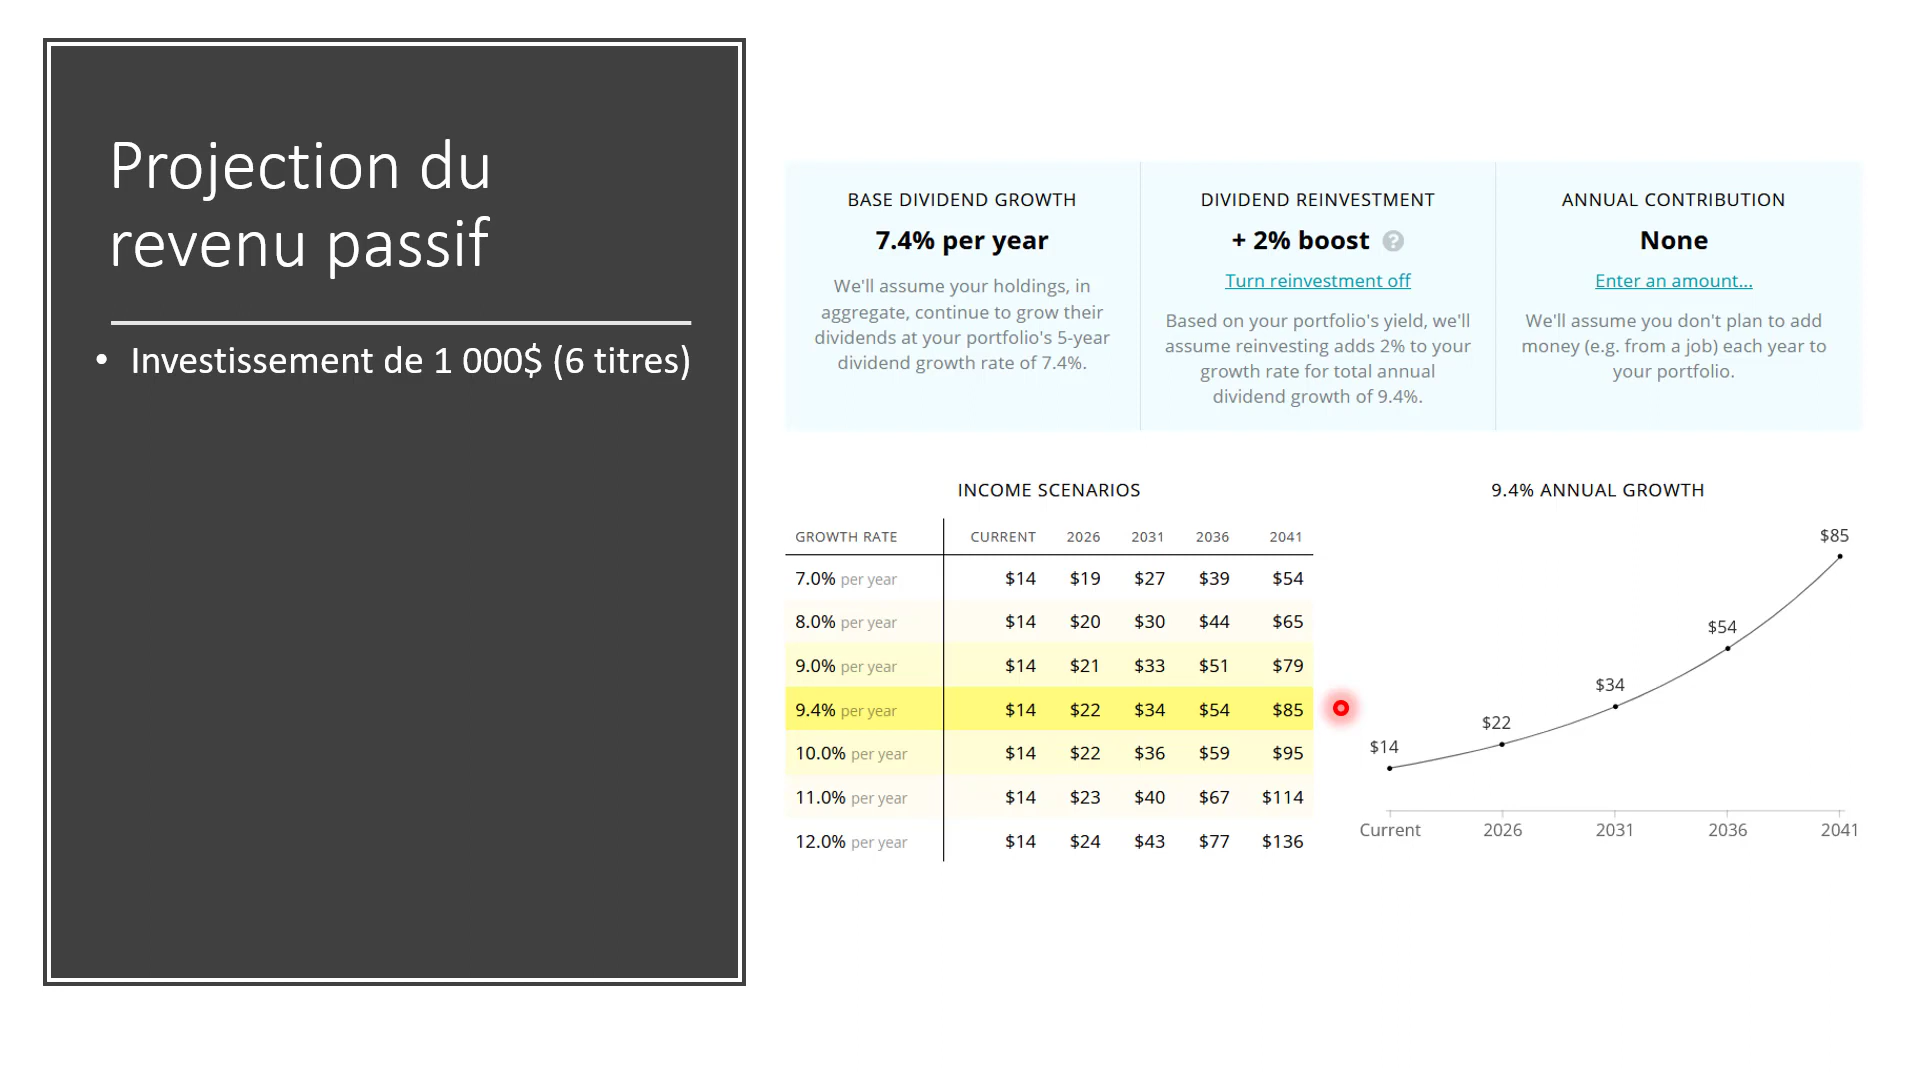 Projection du
revenu passif
• Investissement de 1 000$ (6 titres)
BASE DIVIDEND GROWTH
7.4% per year
We'll assume your holdings, in
aggregate, continue to grow their
dividends at your portfolio's 5-year
dividend growth rate of 7.4%.
DIVIDEND REINVESTMENT
+ 2% boost ?
Turn reinvestment off
Based on your portfolio's yield, we'll
assume reinvesting adds 2% to your
growth rate for total annual
dividend growth of 9.4%.
ANNUAL CONTRIBUTION
None
Enter an amount...
We'll assume you don't plan to add
money (e.g. from a job) each year to
your portfolio.
INCOME SCENARIOS
GROWTH RATE CURRENT 2026 2031 2036 2041
7.0% per year $14 $19 $27 $39 $54
8.0% per year $14 $20 $30 $44 $65
9.0% per year $14 $21 $33 $51 $79
9.4% per year $14 $22 $34 $54 $85
10.0% per year $14 $22 $36 $59 $95
11.0% per year $14 $23 $40 $67 $114
12.0% per year $14 $24 $43 $77 $136
9.4% ANNUAL GROWTH
$85
$54
$34
$22
$14
Current 2026 2031 2036 2041